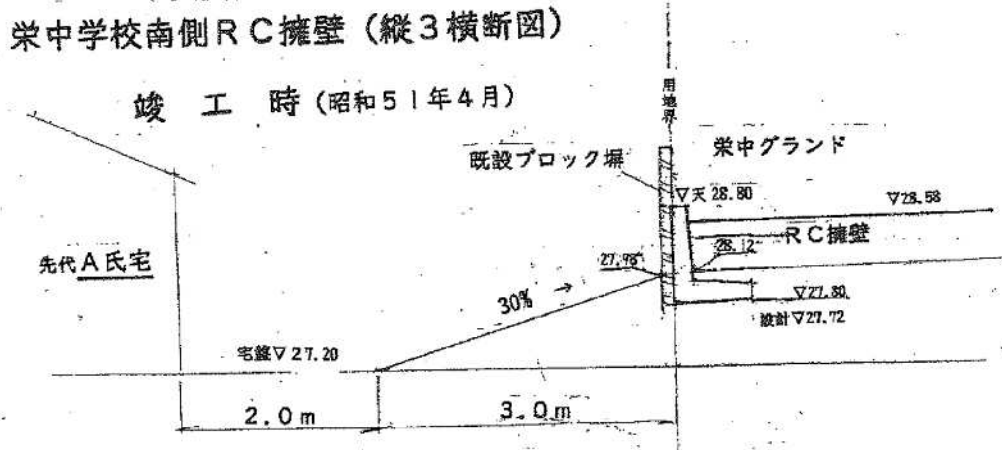 栄中学校南側RC擁壁（縦3横断図）
竣工時（昭和51年4月）
用地界
既設ブロック塀
栄中グランド
▽天 28.80
▽28.58
RC擁壁
28.12
27.98
先代A氏宅
30% →
▽27.80
設計▽27.72
宅盤▽27.20
2.0m
3.0m